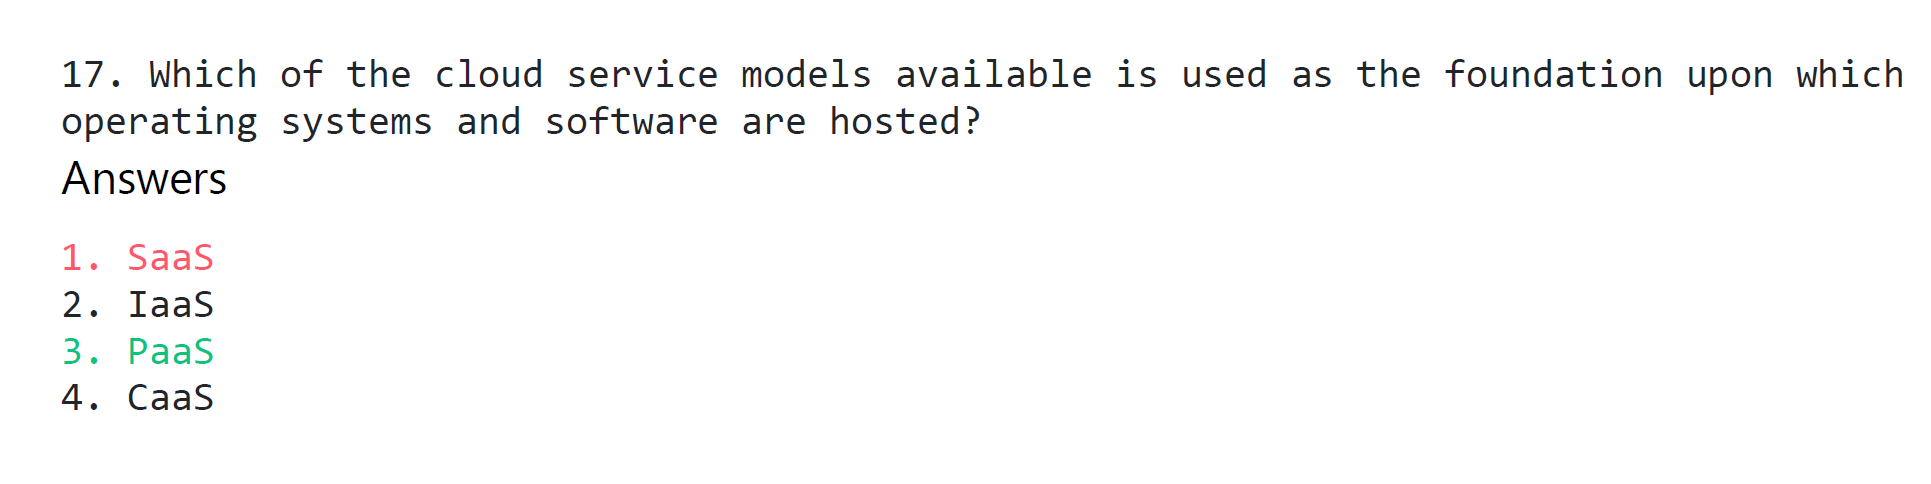 17. Which of the cloud service models available is used as the foundation upon which
operating systems and software are hosted?
Answers
1. SaaS
2. IaaS
3. PaaS
4. CaaS